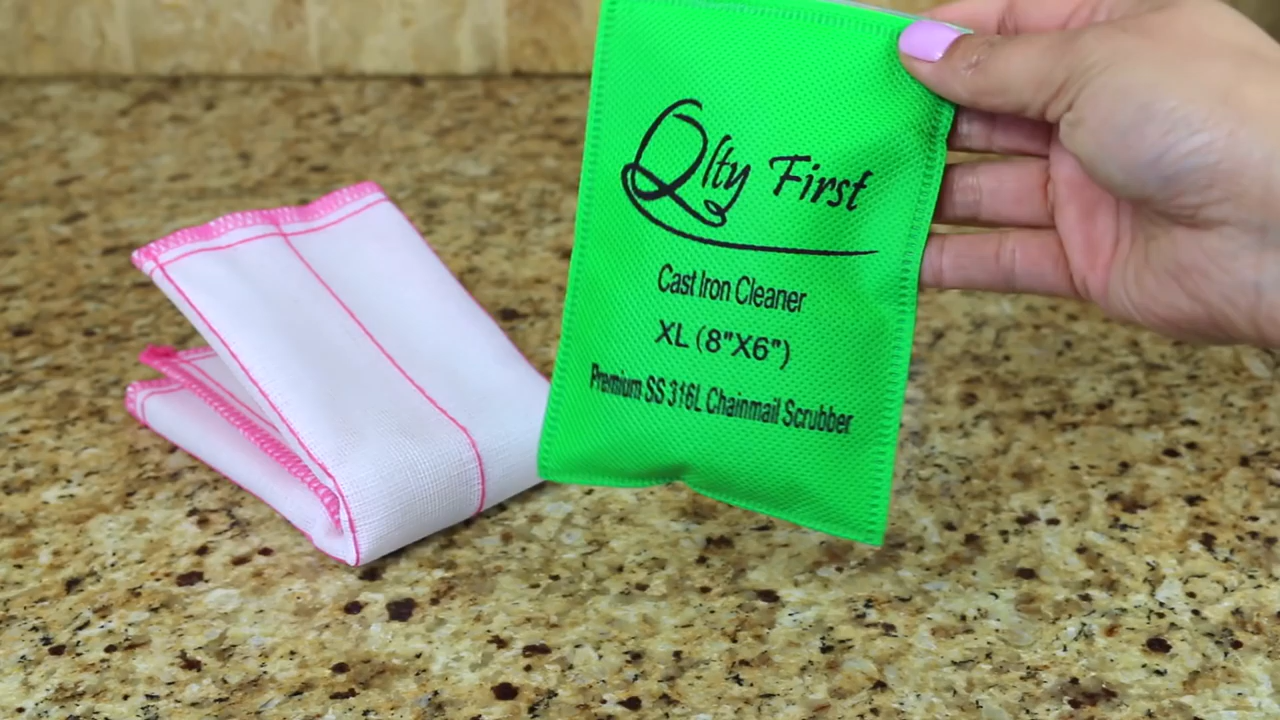 Qlty First
Cast Iron Cleaner
XL (8"X6")
Premium SS 316L Chainmail Scrubber